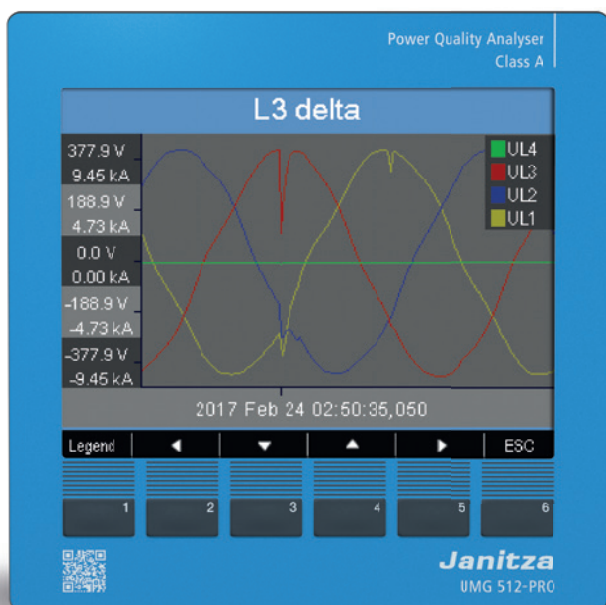 Power Quality Analyser
Class A
L3 delta
377.9 V
9.45 kA
188.9 V
4.73 kA
0.0 V
0.00 kA
-188.9 V
-4.73 kA
-377.9 V
-9.45 kA
UL4
UL3
UL2
UL1
2017 Feb 24 02:50:35,050
Legend
ESC
1
2
3
4
5
6
Janitza
UMG 512-PRO